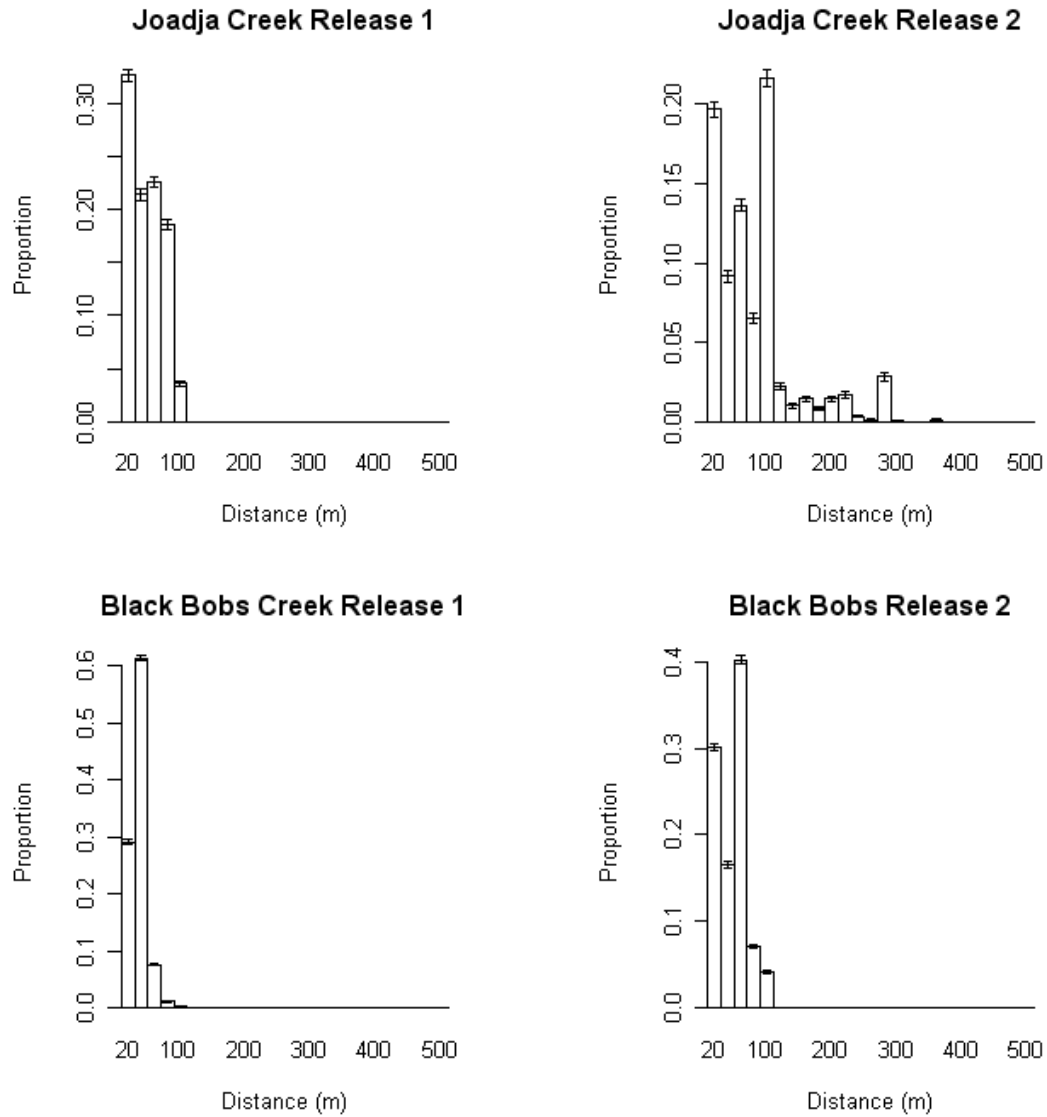 Joadja Creek Release 1
Proportion
0.00 0.10 0.20 0.30
20 100 200 300 400 500
Distance (m)
Joadja Creek Release 2
Proportion
0.00 0.05 0.10 0.15 0.20
20 100 200 300 400 500
Distance (m)
Black Bobs Creek Release 1
Proportion
0.0 0.1 0.2 0.3 0.4 0.5 0.6
20 100 200 300 400 500
Distance (m)
Black Bobs Release 2
Proportion
0.0 0.1 0.2 0.3 0.4
20 100 200 300 400 500
Distance (m)